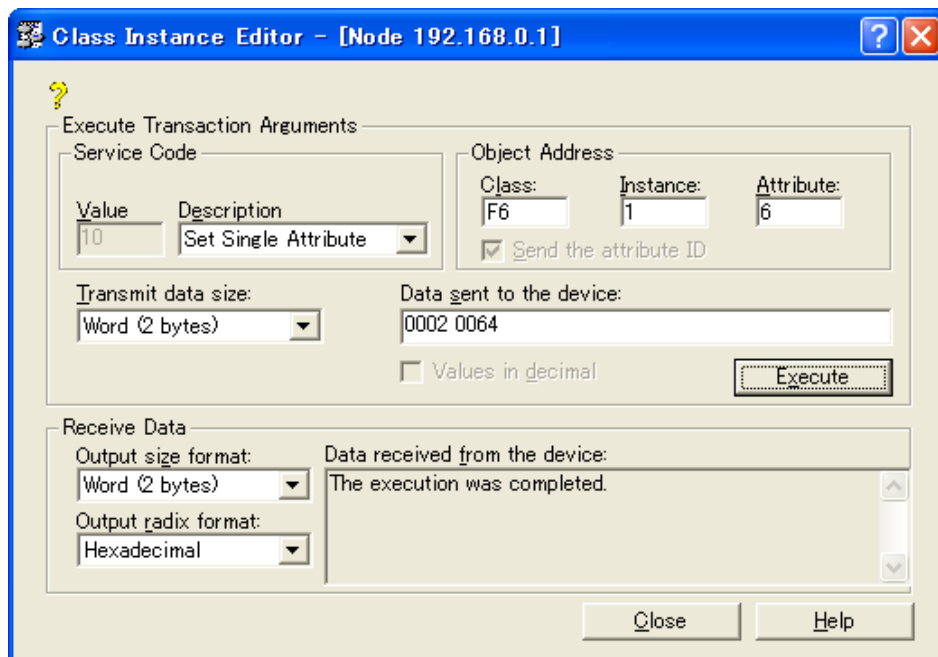 Class Instance Editor - [Node 192.168.0.1]
Execute Transaction Arguments
Service Code
Value
Description
10
Set Single Attribute
Object Address
Class:
Instance:
Attribute:
F6
1
6
Send the attribute ID
Transmit data size:
Word (2 bytes)
Data sent to the device:
0002 0064
Values in decimal
Execute
Receive Data
Output size format:
Word (2 bytes)
Output radix format:
Hexadecimal
Data received from the device:
The execution was completed.
Close
Help